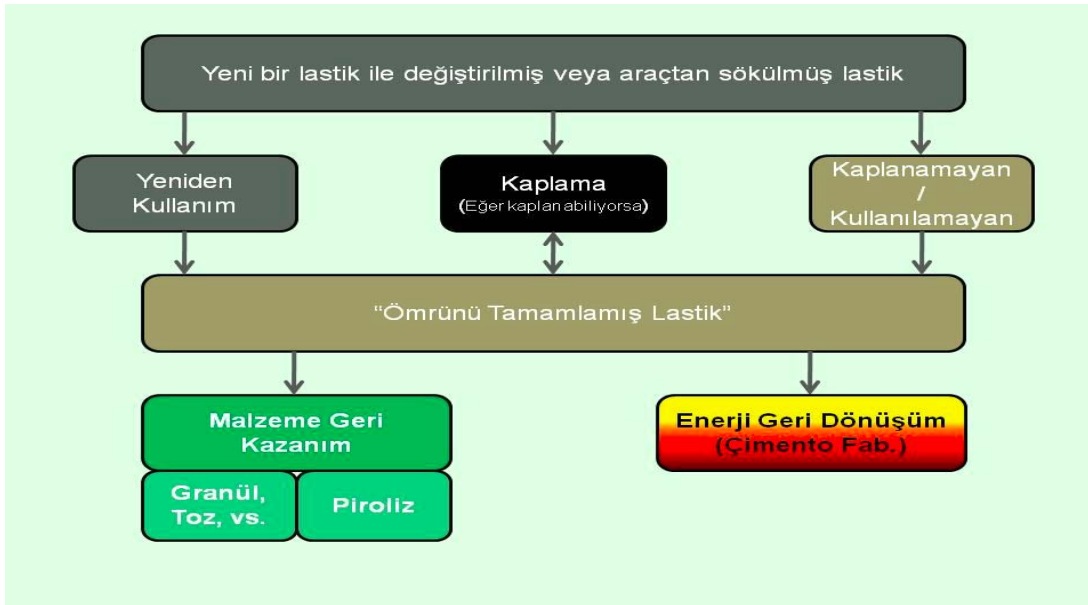 Yeni bir lastik ile değiştirilmiş veya araçtan sökülmüş lastik
Yeniden
Kullanım
Kaplama
(Eğer kaplanabiliyorsa)
Kaplanamayan
/
Kullanılamayan
“Ömrünü Tamamlamış Lastik”
Malzeme Geri
Kazanım
Enerji Geri Dönüşüm
(Çimento Fab.)
Granül,
Toz, vs.
Piroliz